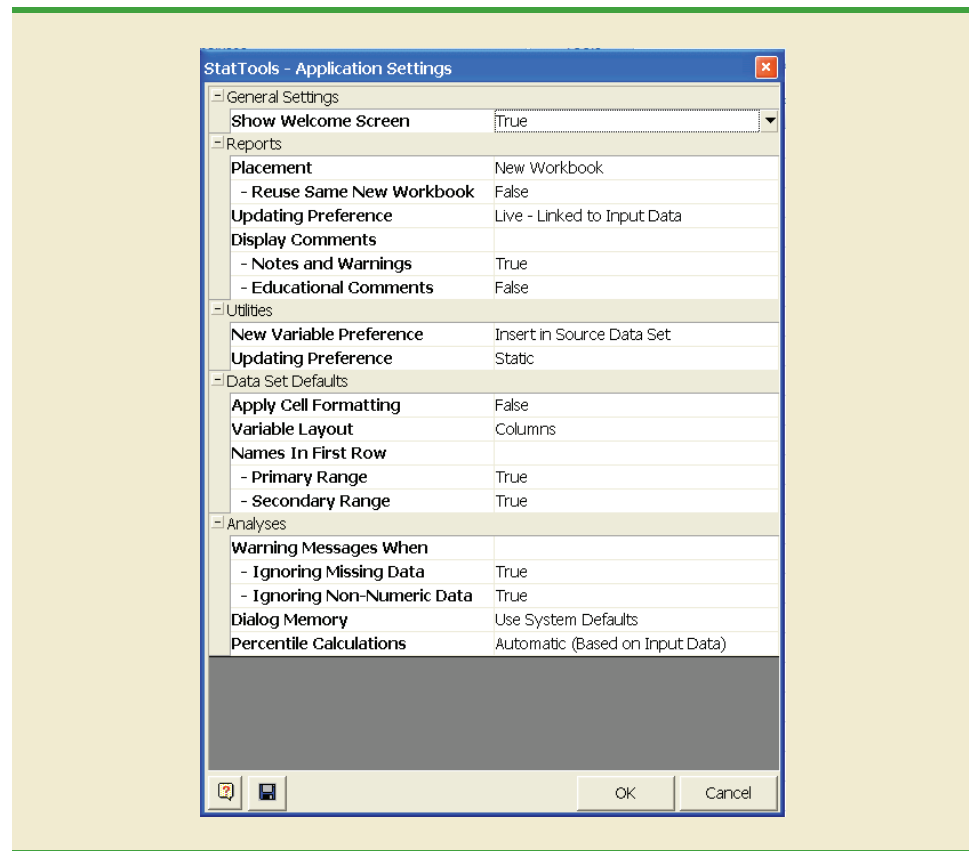 StatTools - Application Settings
General Settings
Show Welcome Screen True
Reports
Placement New Workbook
- Reuse Same New Workbook False
Updating Preference Live - Linked to Input Data
Display Comments
- Notes and Warnings True
- Educational Comments False
Utilities
New Variable Preference Insert in Source Data Set
Updating Preference Static
Data Set Defaults
Apply Cell Formatting False
Variable Layout Columns
Names In First Row
- Primary Range True
- Secondary Range True
Analyses
Warning Messages When
- Ignoring Missing Data True
- Ignoring Non-Numeric Data True
Dialog Memory Use System Defaults
Percentile Calculations Automatic (Based on Input Data)
OK Cancel